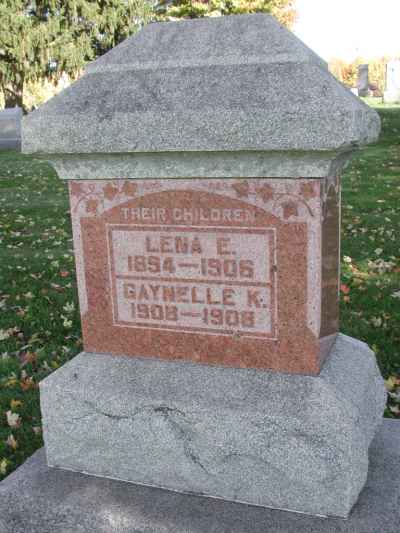 THEIR CHILDREN
LENA E.
1894—1906
GAYNELLE K.
1908—1908